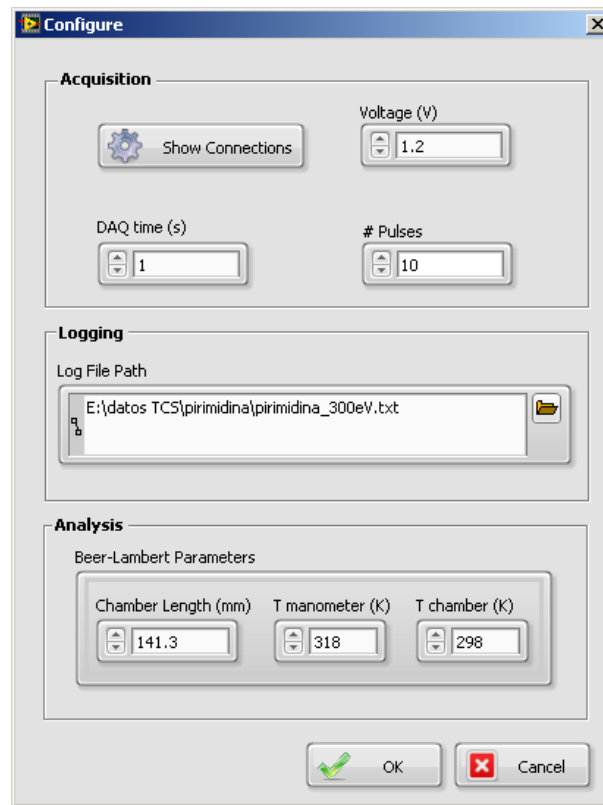 Configure
Acquisition
Show Connections
Voltage (V)
1.2
DAQ time (s)
1
# Pulses
10
Logging
Log File Path
E:\datos TCS\pirimidina\pirimidina_300eV.txt
Analysis
Beer-Lambert Parameters
Chamber Length (mm) T manometer (K) T chamber (K)
141.3 318 298
OK Cancel